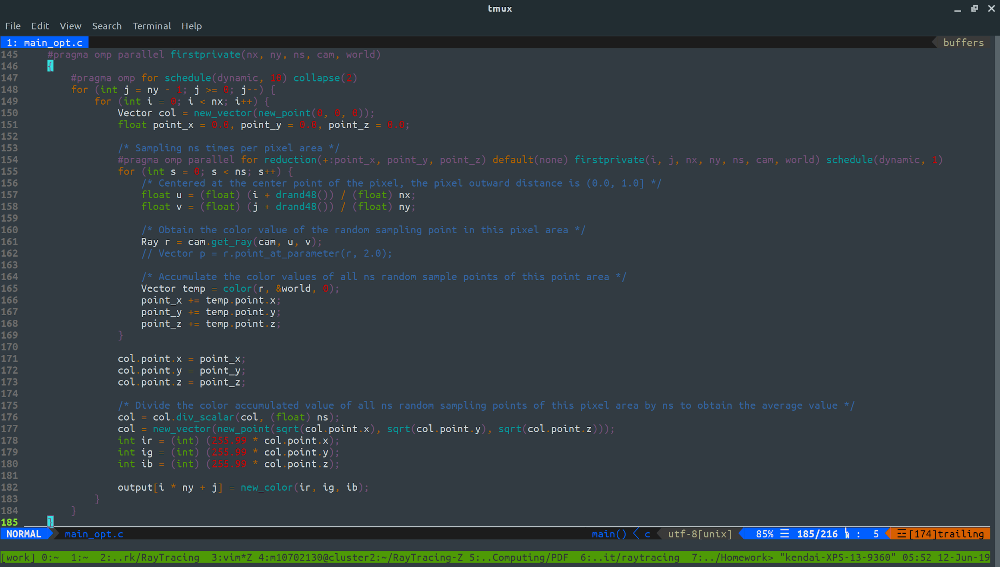 tmux
File Edit View Search Terminal Help
1: main_opt.c buffers
145     #pragma omp parallel firstprivate(nx, ny, ns, cam, world)
146     {
147         #pragma omp for schedule(dynamic, 10) collapse(2)
148         for (int j = ny - 1; j >= 0; j--) {
149             for (int i = 0; i < nx; i++) {
150                 Vector col = new_vector(new_point(0, 0, 0));
151                 float point_x = 0.0, point_y = 0.0, point_z = 0.0;
152
153                 /* Sampling ns times per pixel area */
154                 #pragma omp parallel for reduction(+:point_x, point_y, point_z) default(none) firstprivate(i, j, nx, ny, ns, cam, world) schedule(dynamic, 1)
155                 for (int s = 0; s < ns; s++) {
156                     /* Centered at the center point of the pixel, the pixel outward distance is (0.0, 1.0] */
157                     float u = (float) (i + drand48()) / (float) nx;
158                     float v = (float) (j + drand48()) / (float) ny;
159
160                     /* Obtain the color value of the random sampling point in this pixel area */
161                     Ray r = cam.get_ray(cam, u, v);
162                     // Vector p = r.point_at_parameter(r, 2.0);
163
164                     /* Accumulate the color values of all ns random sample points of this point area */
165                     Vector temp = color(r, &world, 0);
166                     point_x += temp.point.x;
167                     point_y += temp.point.y;
168                     point_z += temp.point.z;
169                 }
170
171                 col.point.x = point_x;
172                 col.point.y = point_y;
173                 col.point.z = point_z;
174
175                 /* Divide the color accumulated value of all ns random sampling points of this pixel area by ns to obtain the average value */
176                 col = col.div_scalar(col, (float) ns);
177                 col = new_vector(new_point(sqrt(col.point.x), sqrt(col.point.y), sqrt(col.point.z)));
178                 int ir = (int) (255.99 * col.point.x);
179                 int ig = (int) (255.99 * col.point.y);
180                 int ib = (int) (255.99 * col.point.z);
181
182                 output[i * ny + j] = new_color(ir, ig, ib);
183             }
184         }
185     }
NORMAL main_opt.c main() c utf-8[unix] 85% ☰ 185/216 ␤ : 5 ☲[174]trailing
[work] 0:~ 1:~ 2:..rk/RayTracing 3:vim*Z 4:m10702130@cluster2:~/RayTracing-Z 5:..Computing/PDF 6:..it/raytracing 7:../Homework> "kendai-XPS-13-9360" 05:52 12-Jun-19